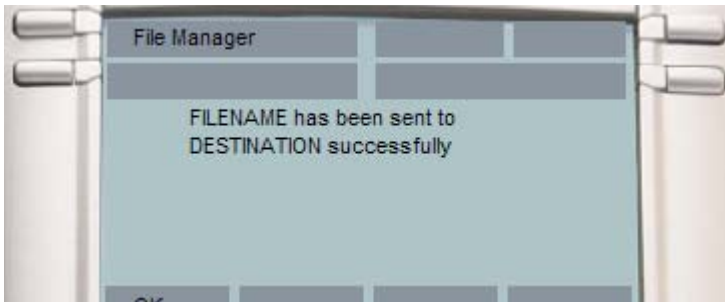 File Manager
FILENAME has been sent to
DESTINATION successfully